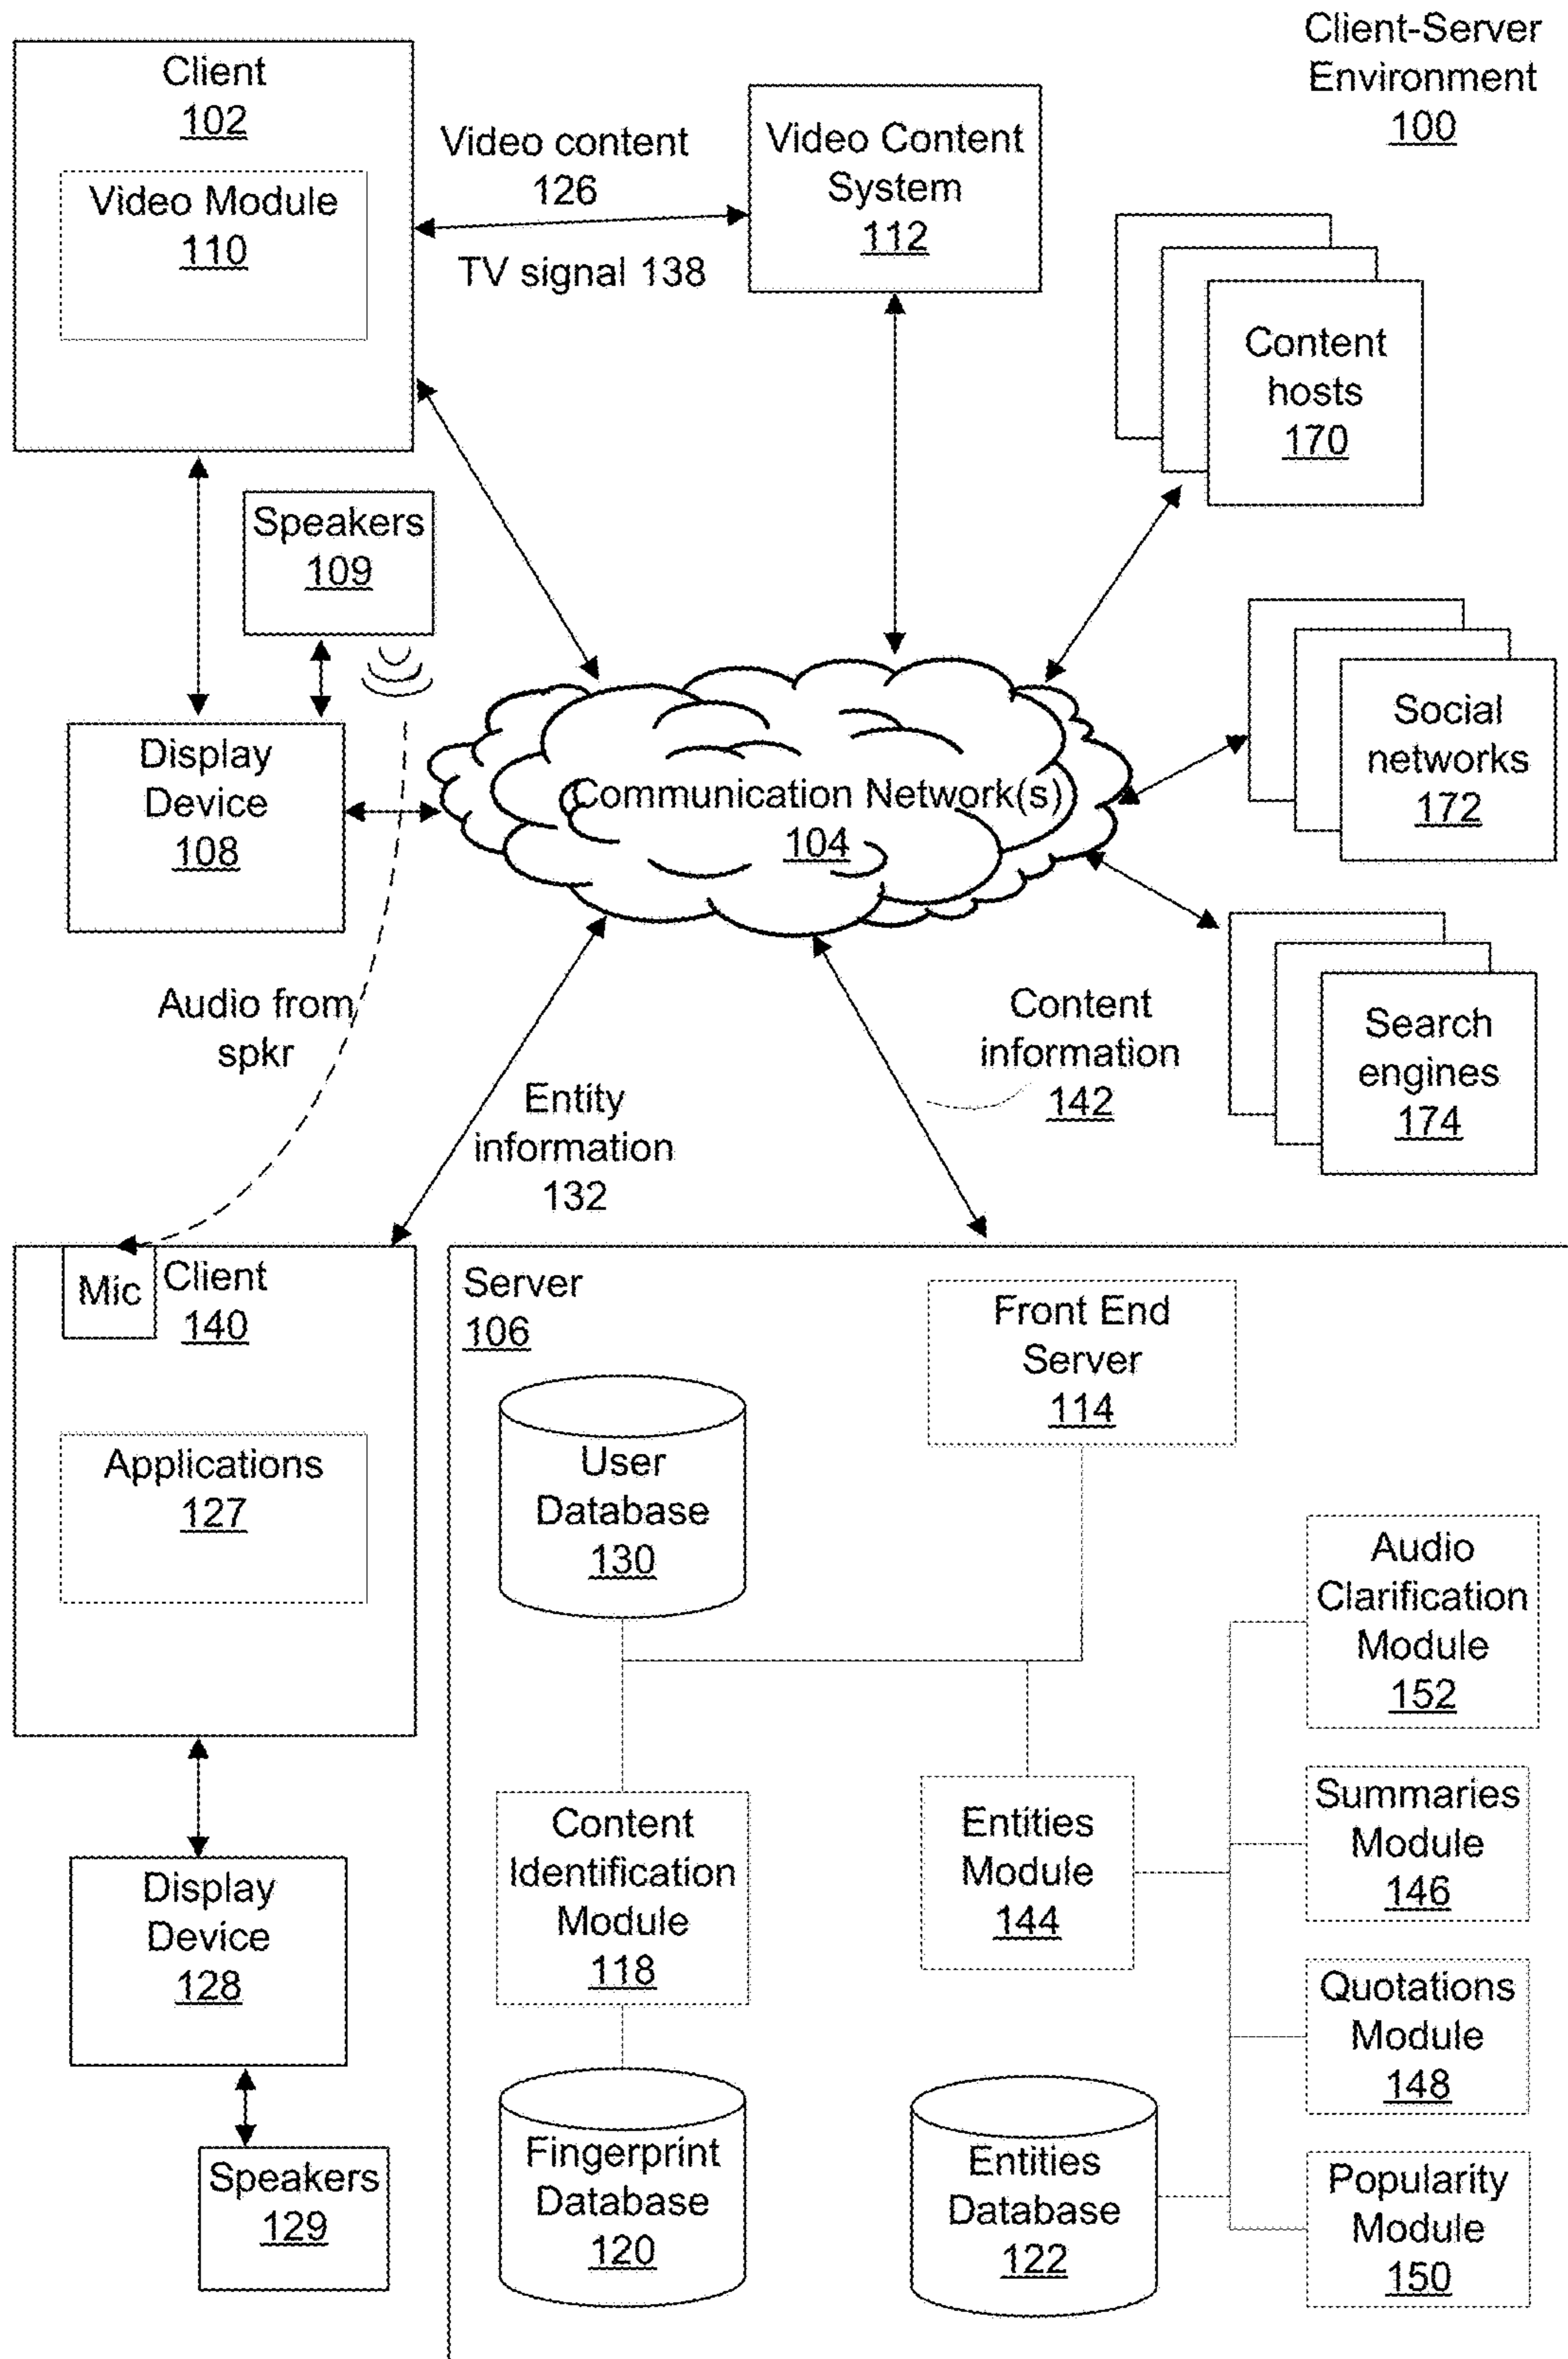 Client-Server
Environment
100
Client
102
Video Module
110
Video content
126
TV signal 138
Video Content
System
112
Content
hosts
170
Speakers
109
Display
Device
108
Communication Network(s)
104
Social
networks
172
Search
engines
174
Audio from
spkr
Entity
information
132
Content
information
142
Mic
Client
140
Applications
127
Display
Device
128
Speakers
129
Server
106
Front End
Server
114
User
Database
130
Content
Identification
Module
118
Entities
Module
144
Fingerprint
Database
120
Entities
Database
122
Audio
Clarification
Module
152
Summaries
Module
146
Quotations
Module
148
Popularity
Module
150